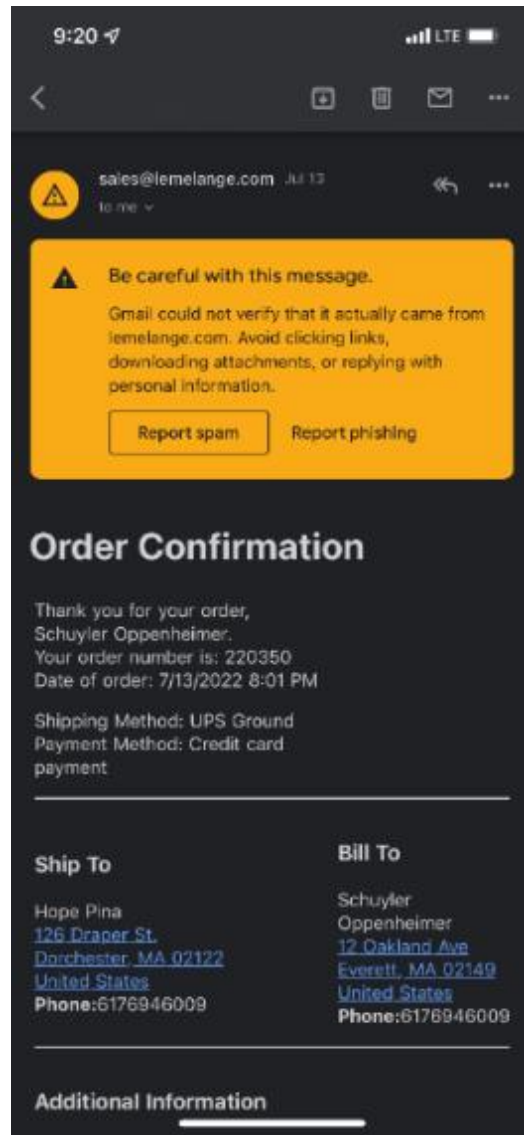 9:20
LTE
sales@lemelange.com Jul 13
to me
Be careful with this message.
Gmail could not verify that it actually came from
lemelange.com. Avoid clicking links,
downloading attachments, or replying with
personal information.
Report spam
Report phishing
Order Confirmation
Thank you for your order,
Schuyler Oppenheimer.
Your order number is: 220350
Date of order: 7/13/2022 8:01 PM
Shipping Method: UPS Ground
Payment Method: Credit card
payment
Ship To
Hope Pina
126 Draper St.
Dorchester, MA 02122
United States
Phone:6176946009
Bill To
Schuyler
Oppenheimer
12 Oakland Ave
Everett, MA 02149
United States
Phone:6176946009
Additional Information